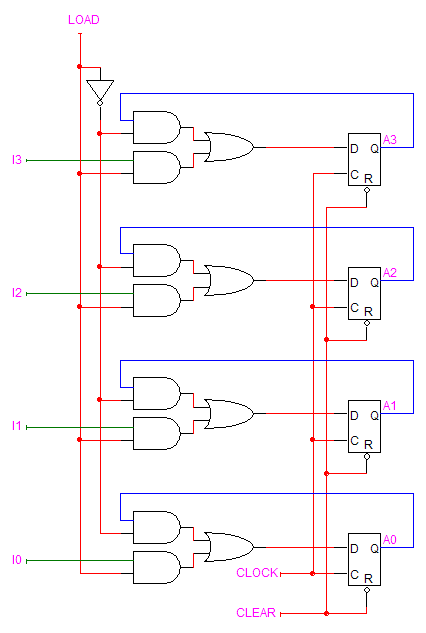 LOAD
A3
D Q
I3
C R
A2
D Q
I2
C R
A1
D Q
I1
C R
A0
D Q
I0
CLOCK
C R
CLEAR